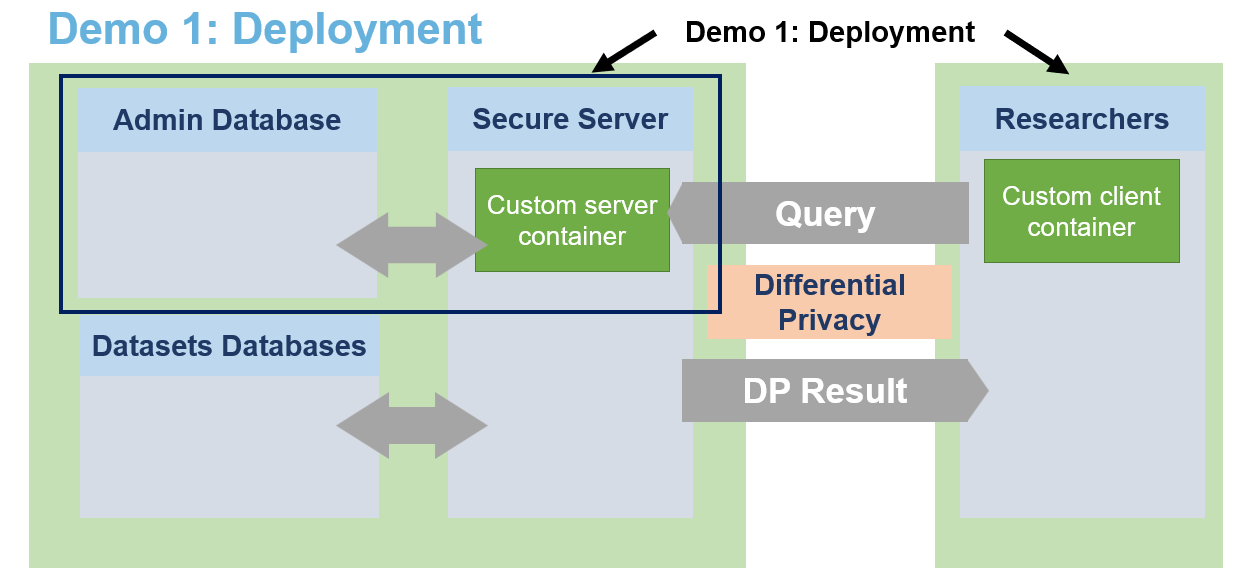 Demo 1: Deployment
Demo 1: Deployment
Admin Database
Secure Server
Researchers
Custom server
container
Custom client
container
Query
Differential
Privacy
Datasets Databases
DP Result